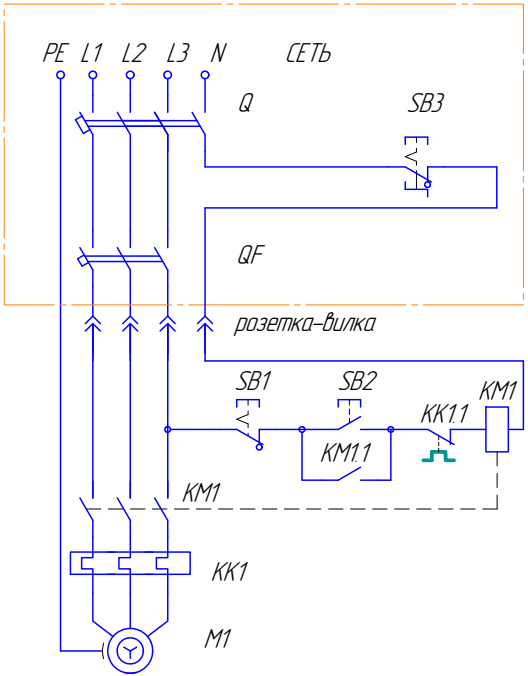 PE L1 L2 L3 N СЕТЬ
Q SB3
QF
розетка-вилка
SB1 SB2 KM1
KK1.1
KM1.1
KM1
KK1
M1